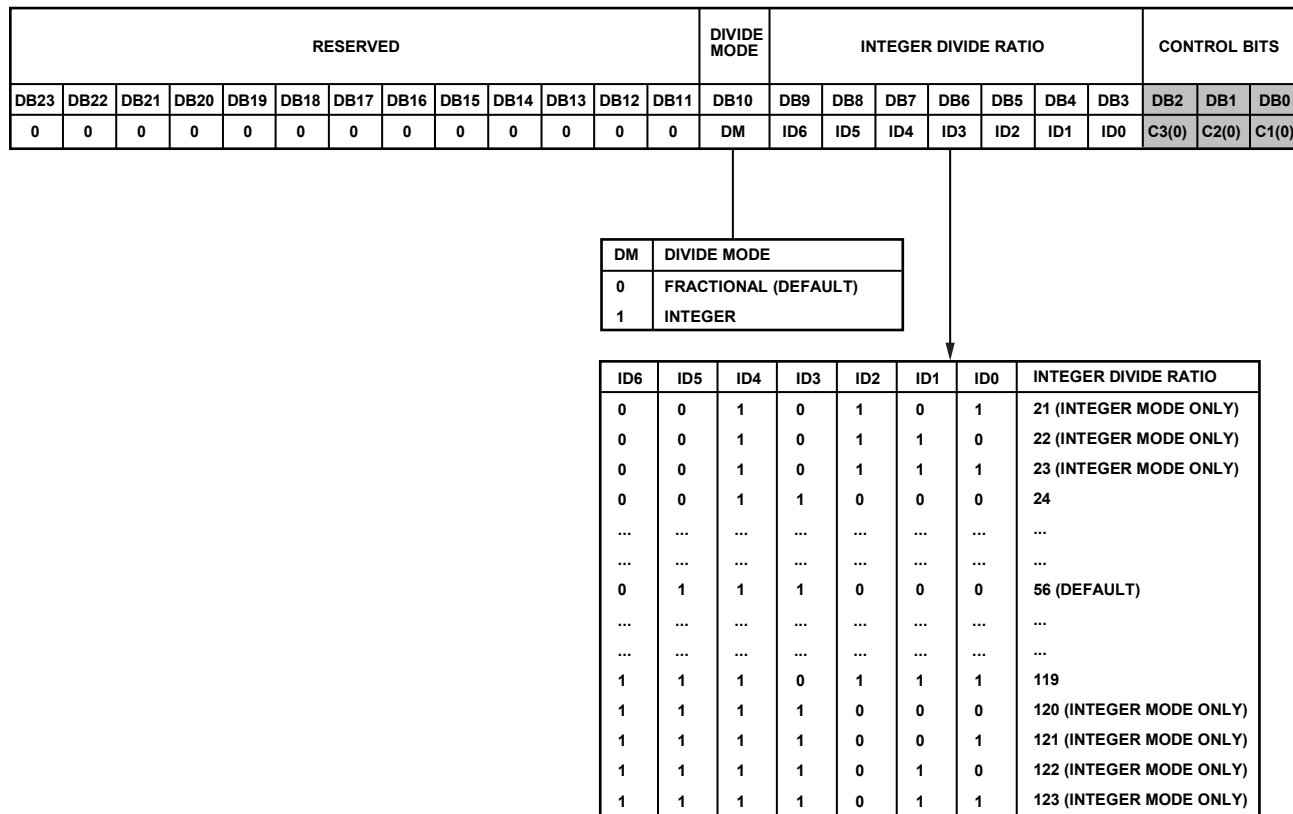 RESERVED DIVIDE MODE INTEGER DIVIDE RATIO CONTROL BITS
DB23 DB22 DB21 DB20 DB19 DB18 DB17 DB16 DB15 DB14 DB13 DB12 DB11 DB10 DB9 DB8 DB7 DB6 DB5 DB4 DB3 DB2 DB1 DB0
0 0 0 0 0 0 0 0 0 0 0 0 0 DM ID6 ID5 ID4 ID3 ID2 ID1 ID0 C3(0) C2(0) C1(0)
DM DIVIDE MODE
0 FRACTIONAL (DEFAULT)
1 INTEGER
ID6 ID5 ID4 ID3 ID2 ID1 ID0 INTEGER DIVIDE RATIO
0 0 1 0 1 0 1 21 (INTEGER MODE ONLY)
0 0 1 0 1 1 0 22 (INTEGER MODE ONLY)
0 0 1 0 1 1 1 23 (INTEGER MODE ONLY)
0 0 1 1 0 0 0 24
... ... ... ... ... ... ... ...
... ... ... ... ... ... ... ...
0 1 1 1 0 0 0 56 (DEFAULT)
... ... ... ... ... ... ... ...
... ... ... ... ... ... ... ...
1 1 1 0 1 1 1 119
1 1 1 1 0 0 0 120 (INTEGER MODE ONLY)
1 1 1 1 0 0 1 121 (INTEGER MODE ONLY)
1 1 1 1 0 1 0 122 (INTEGER MODE ONLY)
1 1 1 1 0 1 1 123 (INTEGER MODE ONLY)